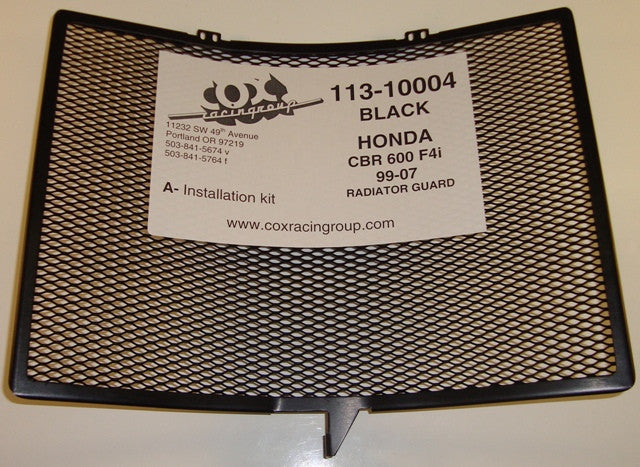 COX
racingroup
11232 SW 49th Avenue
Portland OR 97219
503-841-5674 v
503-841-5764 f
A- Installation kit
113-10004
BLACK
HONDA
CBR 600 F4i
99-07
RADIATOR GUARD
www.coxracingroup.com